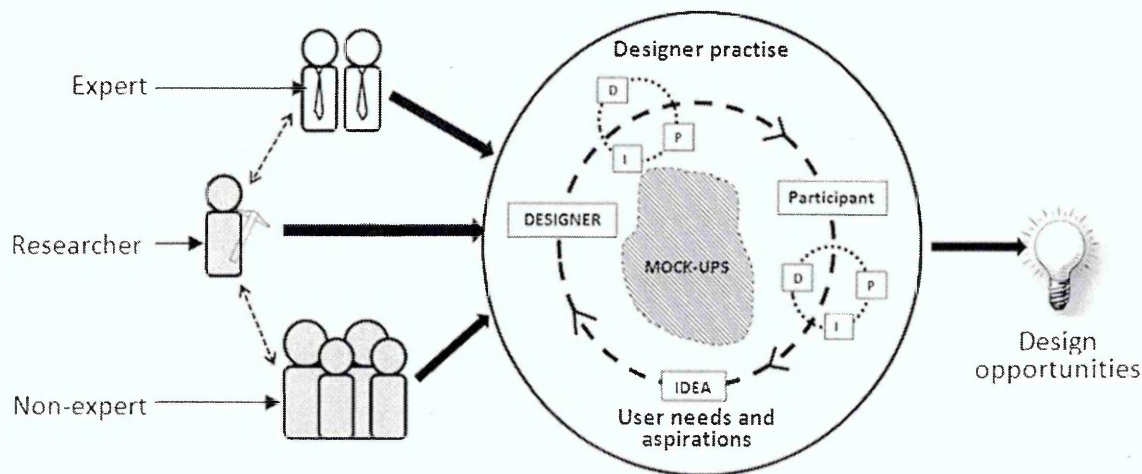 Expert
Researcher
Non-expert
Designer practise
D
P
I
DESIGNER
Participant
MOCK-UPS
D
P
I
IDEA
User needs and
aspirations
Design
opportunities